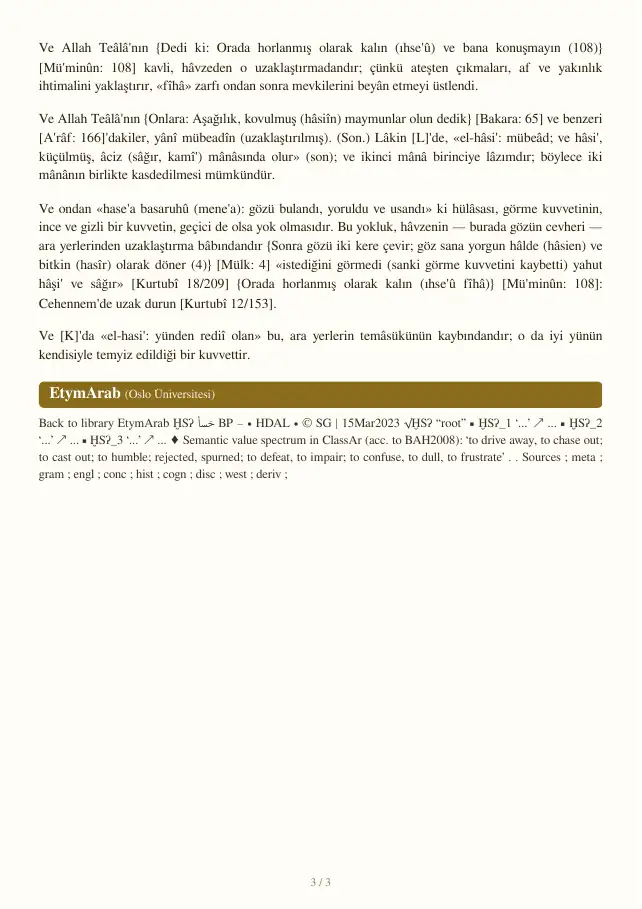 Ve Allah Teâlâ'nın {Dedi ki: Orada horlanmış olarak kalın (ıhse'û) ve bana konuşmayın (108)}
[Mü'minûn: 108] kavli, hâvzeden o uzaklaştırmadandır; çünkü ateşten çıkmaları, af ve yakınlık
ihtimalini yaklaştırır, «fîhâ» zarfı ondan sonra mevkilerini beyân etmeyi üstlendi.
Ve Allah Teâlâ'nın {Onlara: Aşağılık, kovulmuş (hâsiîn) maymunlar olun dedik} [Bakara: 65] ve benzeri
[A'râf: 166]'dakiler, yânî mübeadîn (uzaklaştırılmış). (Son.) Lâkin [L]'de, «el-hâsi': mübeâd; ve hâsi',
küçülmüş, âciz (sâğır, kamî') mânâsında olur» (son); ve ikinci mânâ birinciye lâzımdır; böylece iki
mânânın birlikte kasdedilmesi mümkündür.
Ve ondan «hase'a basaruhû (mene'a): gözü bulandı, yoruldu ve usandı» ki hülâsası, görme kuvvetinin,
ince ve gizli bir kuvvetin, geçici de olsa yok olmasıdır. Bu yokluk, hâvzenin — burada gözün cevheri —
ara yerlerinden uzaklaştırma bâbındandır {Sonra gözü iki kere çevir; göz sana yorgun hâlde (hâsien) ve
bitkin (hasîr) olarak döner (4)} [Mülk: 4] «istediğini görmedi (sanki görme kuvvetini kaybetti) yahut
hâşi' ve sâğır» [Kurtubî 18/209] {Orada horlanmış olarak kalın (ıhse'û fîhâ)} [Mü'minûn: 108]:
Cehennem'de uzak durun [Kurtubî 12/153].
Ve [K]'da «el-hasi': yünden rediî olan» bu, ara yerlerin temâsükünün kaybındandır; o da iyi yünün
kendisiyle temyiz edildiği bir kuvvettir.
EtymArab (Oslo Üniversitesi)
Back to library EtymArab ḪSʔ خسأ BP – • HDAL • © SG | 15Mar2023 √ḪSʔ “root” ▪ ḪSʔ_1 ‘...’ ↗ ... ▪ ḪSʔ_2
‘...’ ↗ ... ▪ ḪSʔ_3 ‘...’ ↗ ... ♦ Semantic value spectrum in ClassAr (acc. to BAH2008): ‘to drive away, to chase out;
to cast out; to humble; rejected, spurned; to defeat, to impair; to confuse, to dull, to frustrate’ . . Sources ; meta ;
gram ; engl ; conc ; hist ; cogn ; disc ; west ; deriv ;
3 / 3